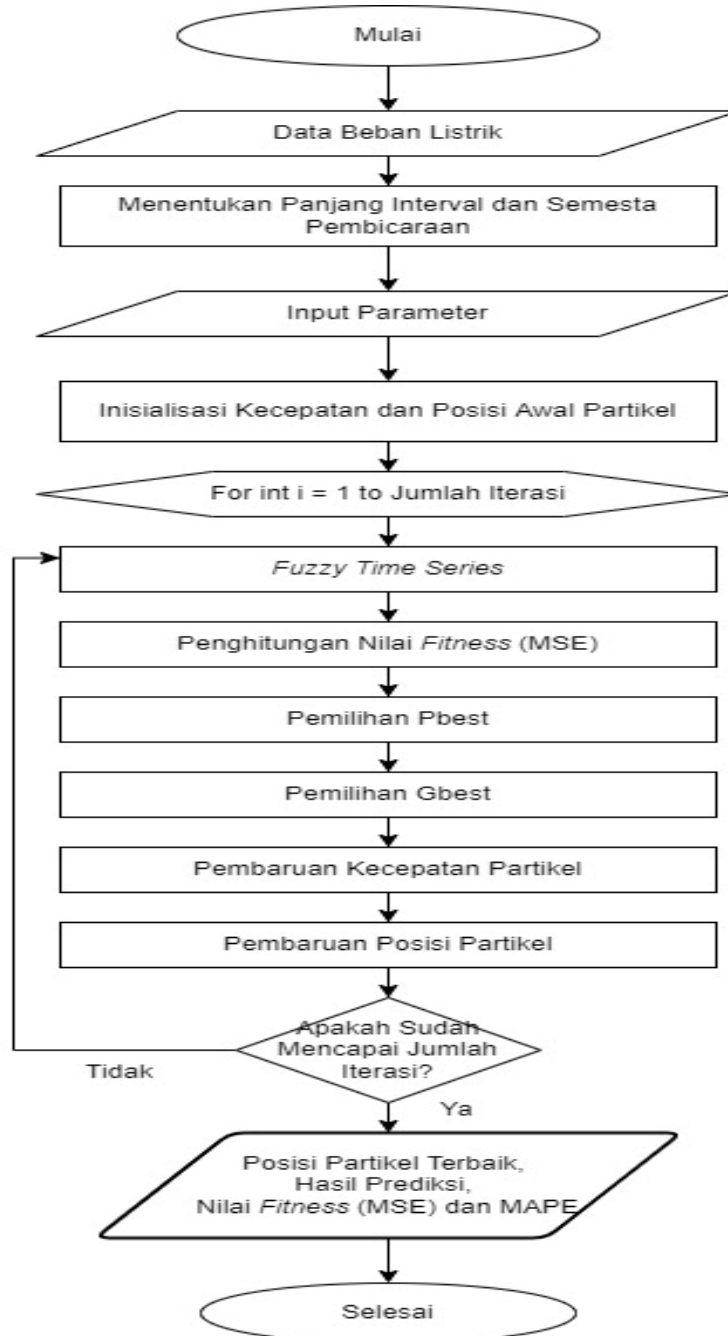 Mulai
Data Beban Listrik
Menentukan Panjang Interval dan Semesta
Pembicaraan
Input Parameter
Inisialisasi Kecepatan dan Posisi Awal Partikel
For int i = 1 to Jumlah Iterasi
Fuzzy Time Series
Penghitungan Nilai Fitness (MSE)
Pemilihan Pbest
Pemilihan Gbest
Pembaruan Kecepatan Partikel
Pembaruan Posisi Partikel
Apakah Sudah
Mencapai Jumlah
Iterasi?
Tidak
Ya
Posisi Partikel Terbaik,
Hasil Prediksi,
Nilai Fitness (MSE) dan MAPE
Selesai